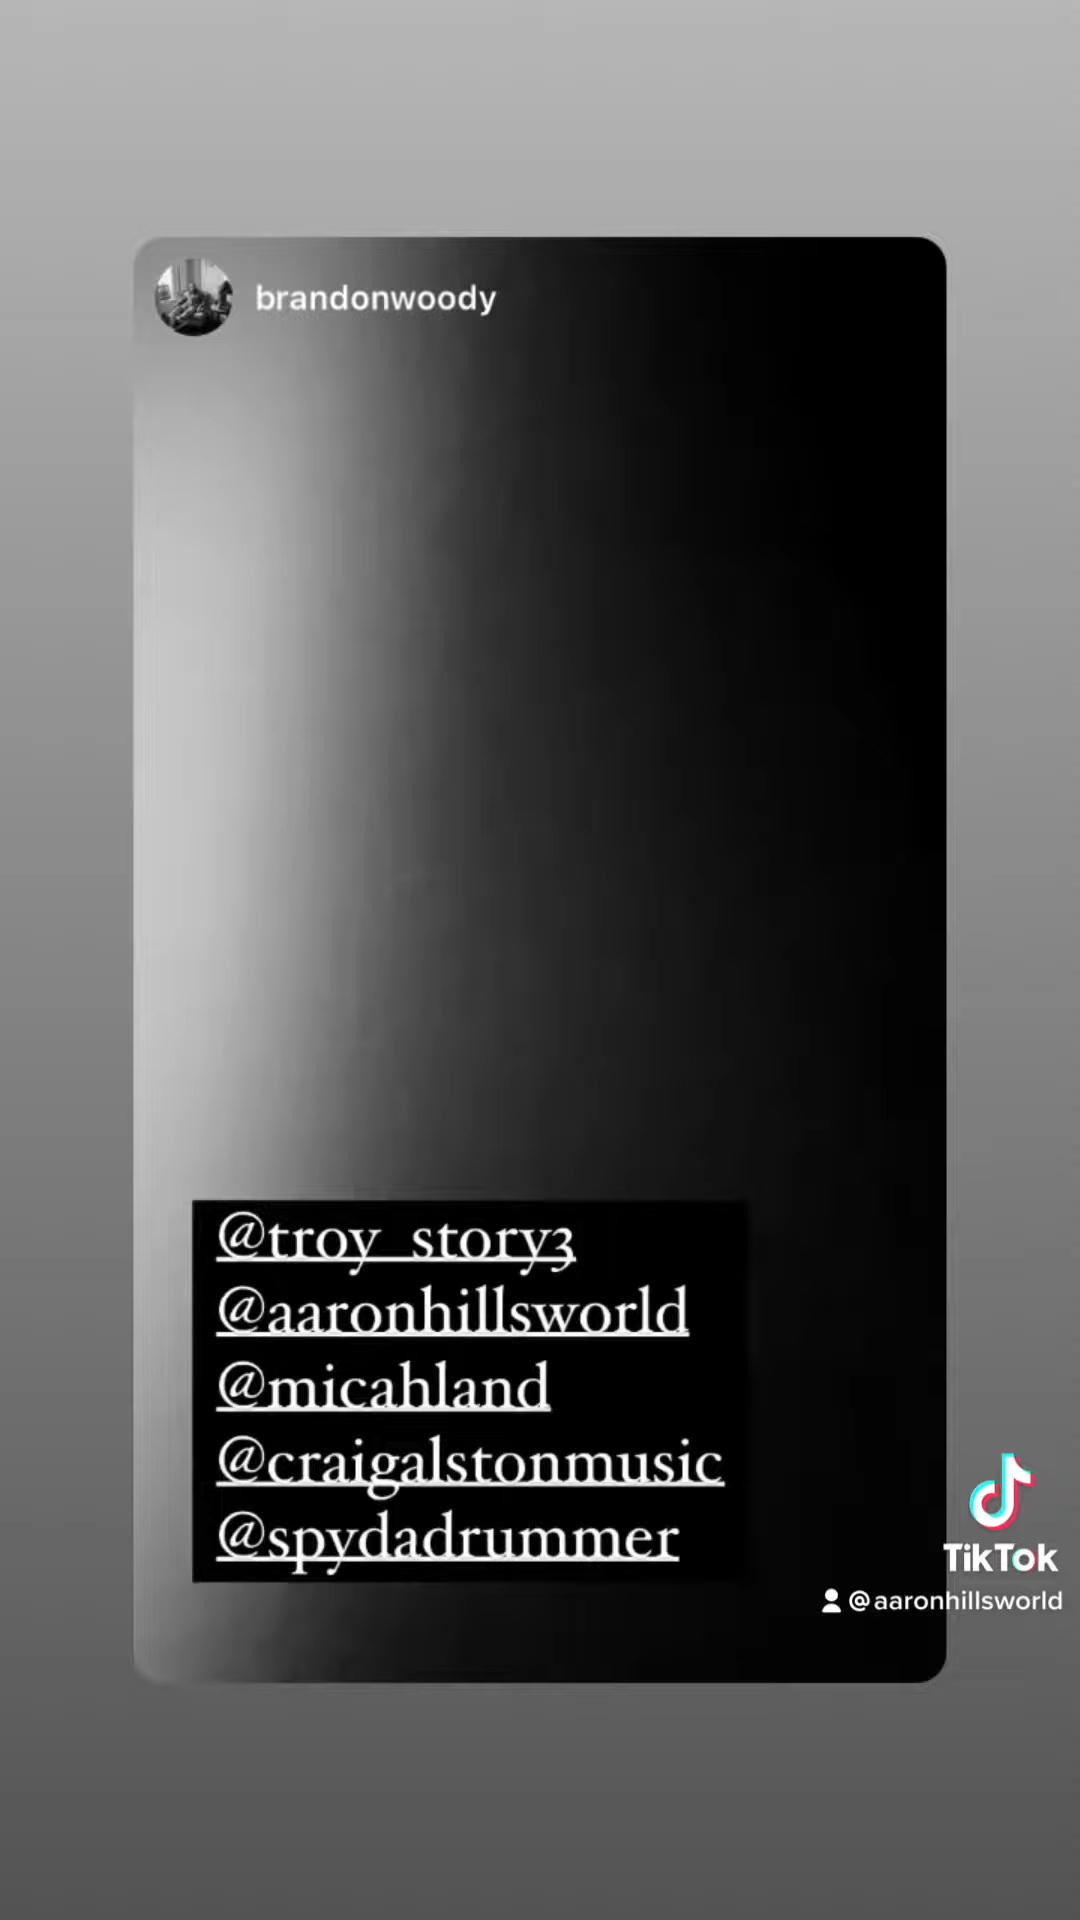 brandonwoody
@troy_story3
@aaronhillsworld
@micahland
@craigalstonmusic
@spydadrummer
TikTok
@aaronhillsworld